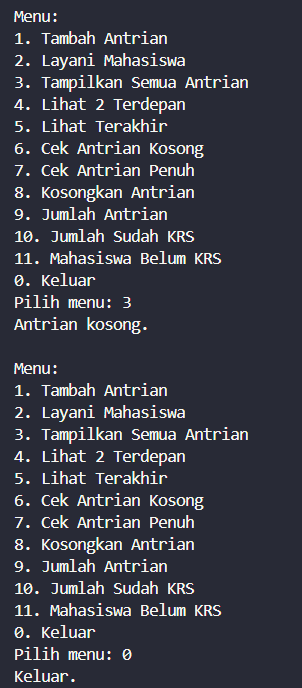 Menu:
1. Tambah Antrian
2. Layani Mahasiswa
3. Tampilkan Semua Antrian
4. Lihat 2 Terdepan
5. Lihat Terakhir
6. Cek Antrian Kosong
7. Cek Antrian Penuh
8. Kosongkan Antrian
9. Jumlah Antrian
10. Jumlah Sudah KRS
11. Mahasiswa Belum KRS
0. Keluar
Pilih menu: 3
Antrian kosong.

Menu:
1. Tambah Antrian
2. Layani Mahasiswa
3. Tampilkan Semua Antrian
4. Lihat 2 Terdepan
5. Lihat Terakhir
6. Cek Antrian Kosong
7. Cek Antrian Penuh
8. Kosongkan Antrian
9. Jumlah Antrian
10. Jumlah Sudah KRS
11. Mahasiswa Belum KRS
0. Keluar
Pilih menu: 0
Keluar.